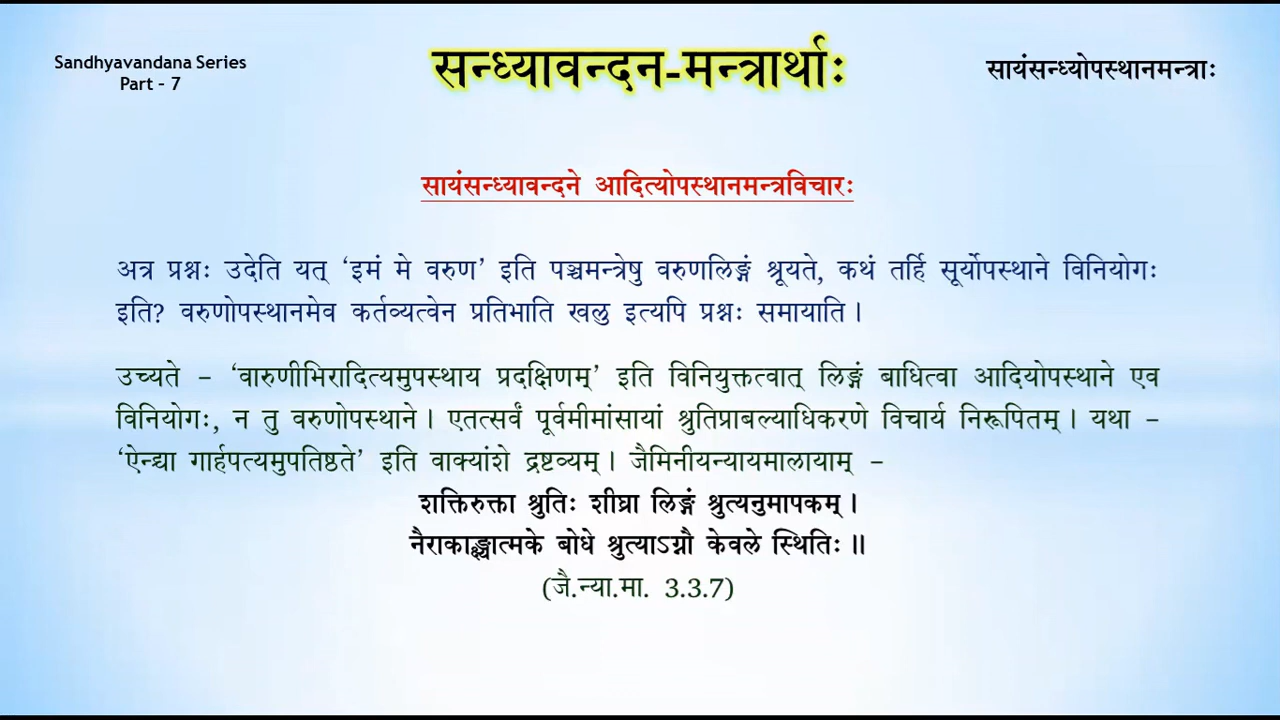 Sandhyavandana Series
Part - 7
सन्ध्यावन्दन-मन्त्रार्थाः
सायंसन्ध्योपस्थानमन्त्राः
सायंसन्ध्यावन्दने आदित्योपस्थानमन्त्रविचारः
अत्र प्रश्नः उदेति यत् ‘इमं मे वरुण’ इति पञ्चमन्त्रेषु वरुणलिङ्गं श्रूयते, कथं तर्हि सूर्योपस्थाने विनियोगः
इति? वरुणोपस्थानमेव कर्तव्यत्वेन प्रतिभाति खलु इत्यपि प्रश्नः समायाति।
उच्यते – ‘वारुणीभिरादित्यमुपस्थाय प्रदक्षिणम्’ इति विनियुक्तत्वात् लिङ्गं बाधित्वा आदियोपस्थाने एव
विनियोगः, न तु वरुणोपस्थाने। एतत्सर्वं पूर्वमीमांसायां श्रुतिप्राबल्याधिकरणे विचार्य निरूपितम्। यथा –
‘ऐन्द्र्या गार्हपत्यमुपतिष्ठते’ इति वाक्यांशे द्रष्टव्यम्। जैमिनीयन्यायमालायाम् –
शक्तिरुक्ता श्रुतिः शीघ्रा लिङ्गं श्रुत्यनुमापकम्।
नैराकाङ्क्षात्मके बोधे श्रुत्याऽग्नौ केवले स्थितिः॥
(जै.न्या.मा. 3.3.7)